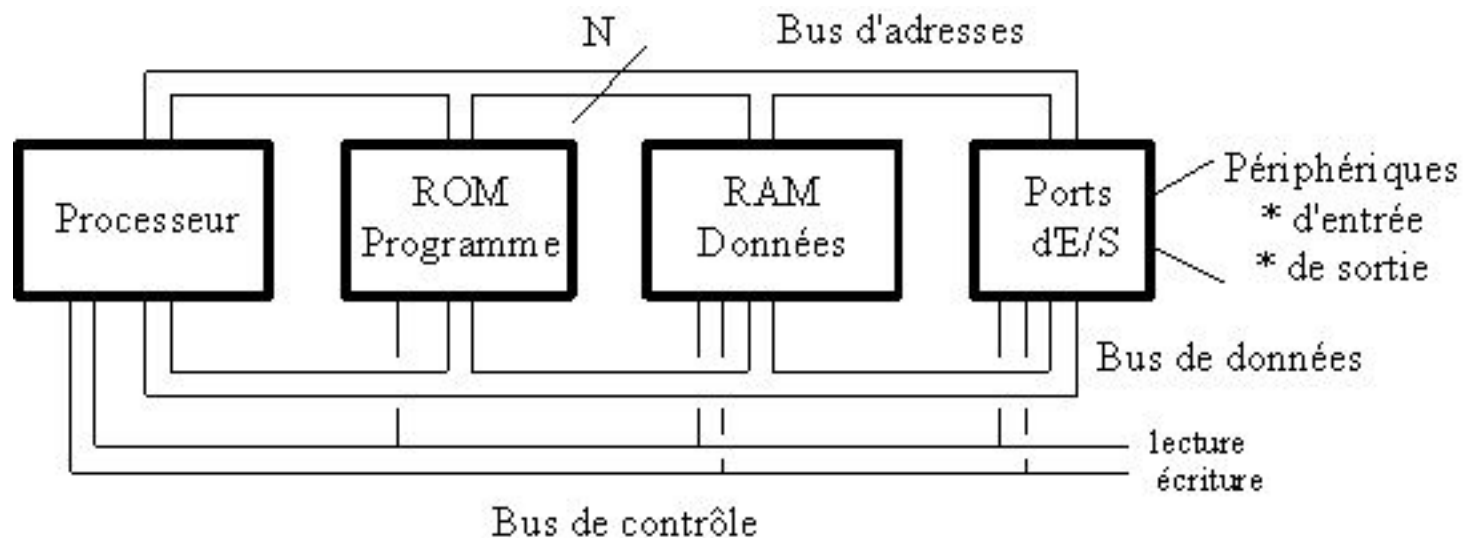 N
Bus d'adresses
Processeur
ROM
Programme
RAM
Données
Ports
d'E/S
Périphériques
* d'entrée
* de sortie
Bus de données
lecture
écriture
Bus de contrôle